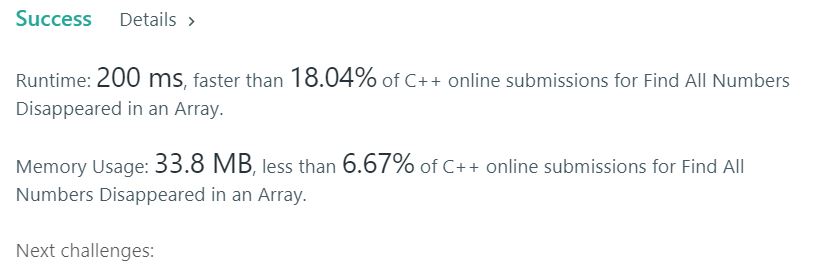 Success Details >
Runtime: 200 ms, faster than 18.04% of C++ online submissions for Find All Numbers
Disappeared in an Array.
Memory Usage: 33.8 MB, less than 6.67% of C++ online submissions for Find All
Numbers Disappeared in an Array.
Next challenges: